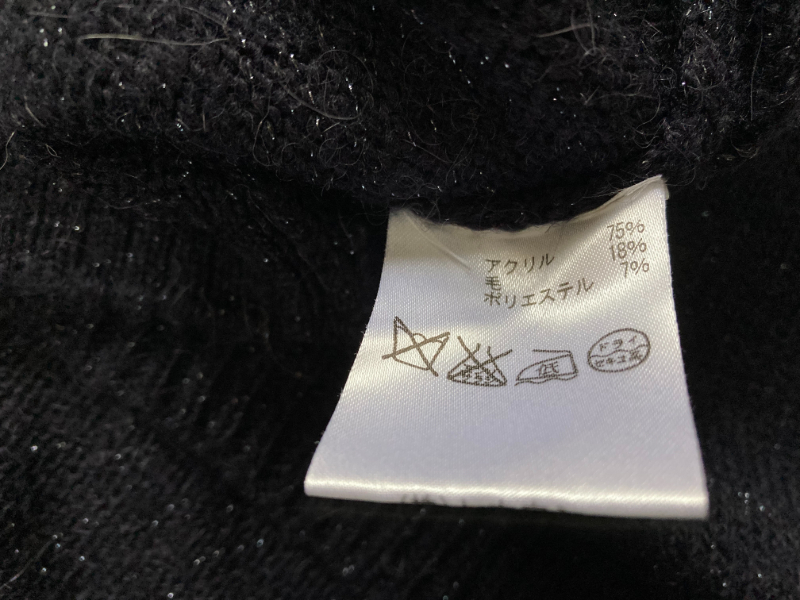 アクリル 75%
毛 18%
ポリエステル 7%
低
ドライ
セキユ系